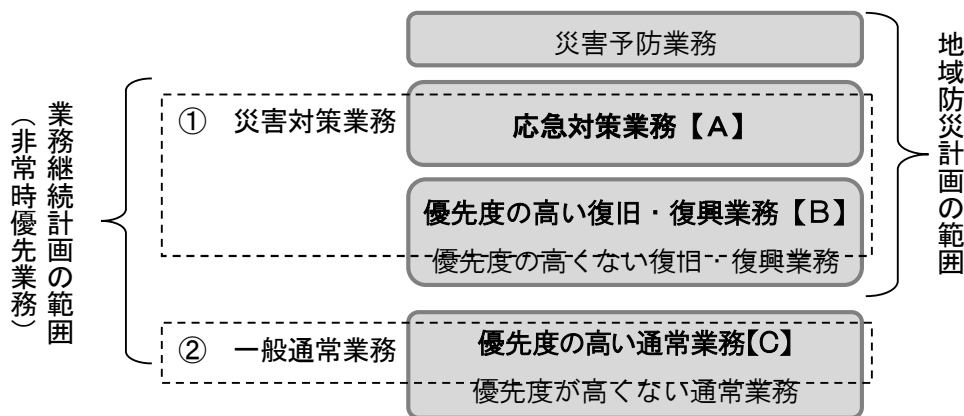 災害予防業務
① 災害対策業務
応急対策業務【A】
優先度の高い復旧・復興業務【B】
優先度の高くない復旧・復興業務
② 一般通常業務
優先度の高い通常業務【C】
優先度が高くない通常業務
業務継続計画の範囲
（非常時優先業務）
地域防災計画の範囲